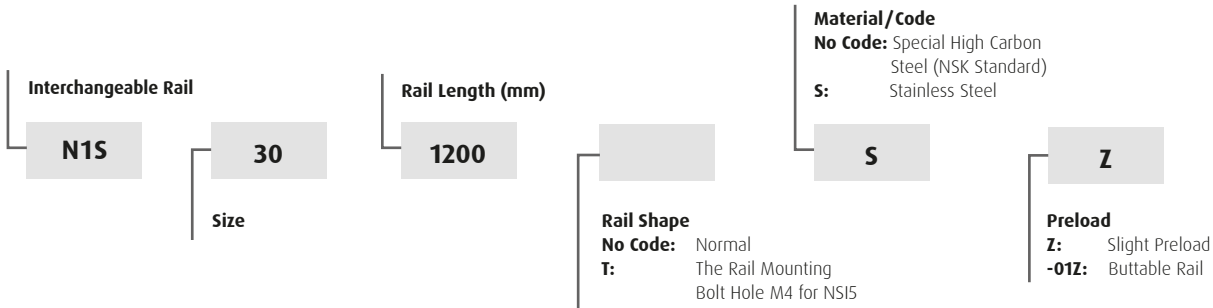 Interchangeable Rail
N1S
30
Size
Rail Length (mm)
1200
Rail Shape
No Code: Normal
T: The Rail Mounting
Bolt Hole M4 for NSI5
Material/Code
No Code: Special High Carbon
Steel (NSK Standard)
S: Stainless Steel
S
Z
Preload
Z: Slight Preload
-01Z: Buttable Rail